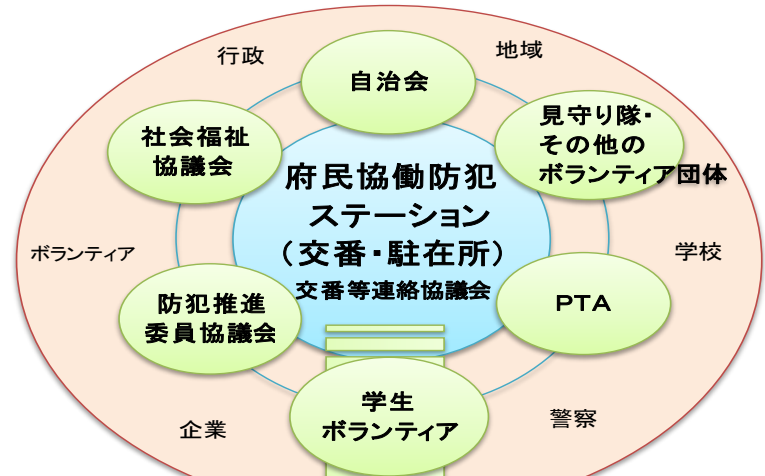 行政
地域
自治会
見守り隊・
その他の
ボランティア団体
社会福祉
協議会
府民協働防犯
ステーション
（交番・駐在所）
交番等連絡協議会
ボランティア
学校
防犯推進
委員協議会
PTA
学生
ボランティア
企業
警察